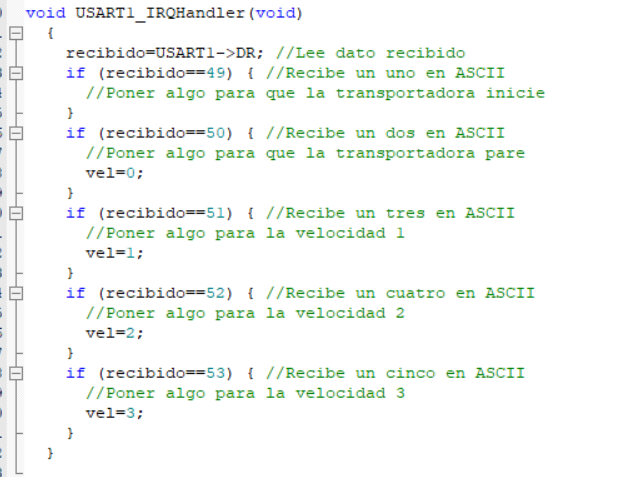 void USART1_IRQHandler(void)
{
recibido=USART1->DR; //Lee dato recibido
if (recibido==49) { //Recibe un uno en ASCII
//Poner algo para que la transportadora inicie
}
if (recibido==50) { //Recibe un dos en ASCII
//Poner algo para que la transportadora pare
vel=0;
}
if (recibido==51) { //Recibe un tres en ASCII
//Poner algo para la velocidad 1
vel=1;
}
if (recibido==52) { //Recibe un cuatro en ASCII
//Poner algo para la velocidad 2
vel=2;
}
if (recibido==53) { //Recibe un cinco en ASCII
//Poner algo para la velocidad 3
vel=3;
}
}